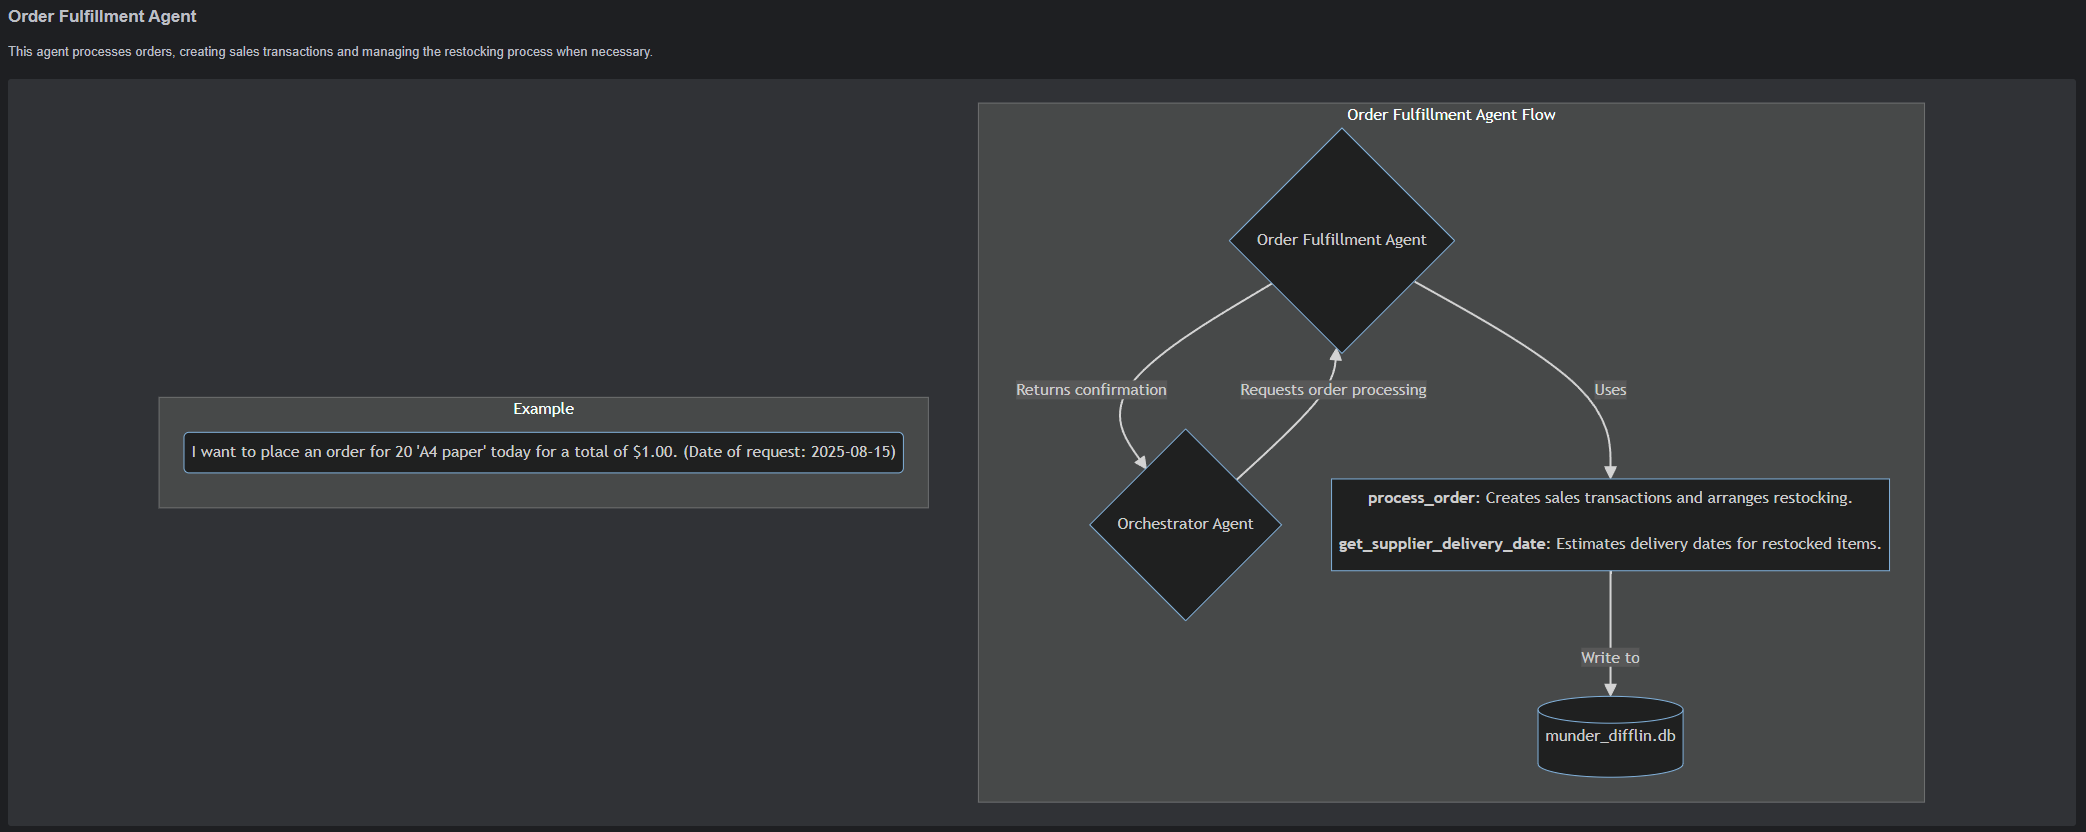 Order Fulfillment Agent
This agent processes orders, creating sales transactions and managing the restocking process when necessary.
Order Fulfillment Agent Flow
Order Fulfillment Agent
Returns confirmation
Requests order processing
Uses
Example
I want to place an order for 20 'A4 paper' today for a total of $1.00. (Date of request: 2025-08-15)
Orchestrator Agent
process_order: Creates sales transactions and arranges restocking.
get_supplier_delivery_date: Estimates delivery dates for restocked items.
Write to
munder_difflin.db